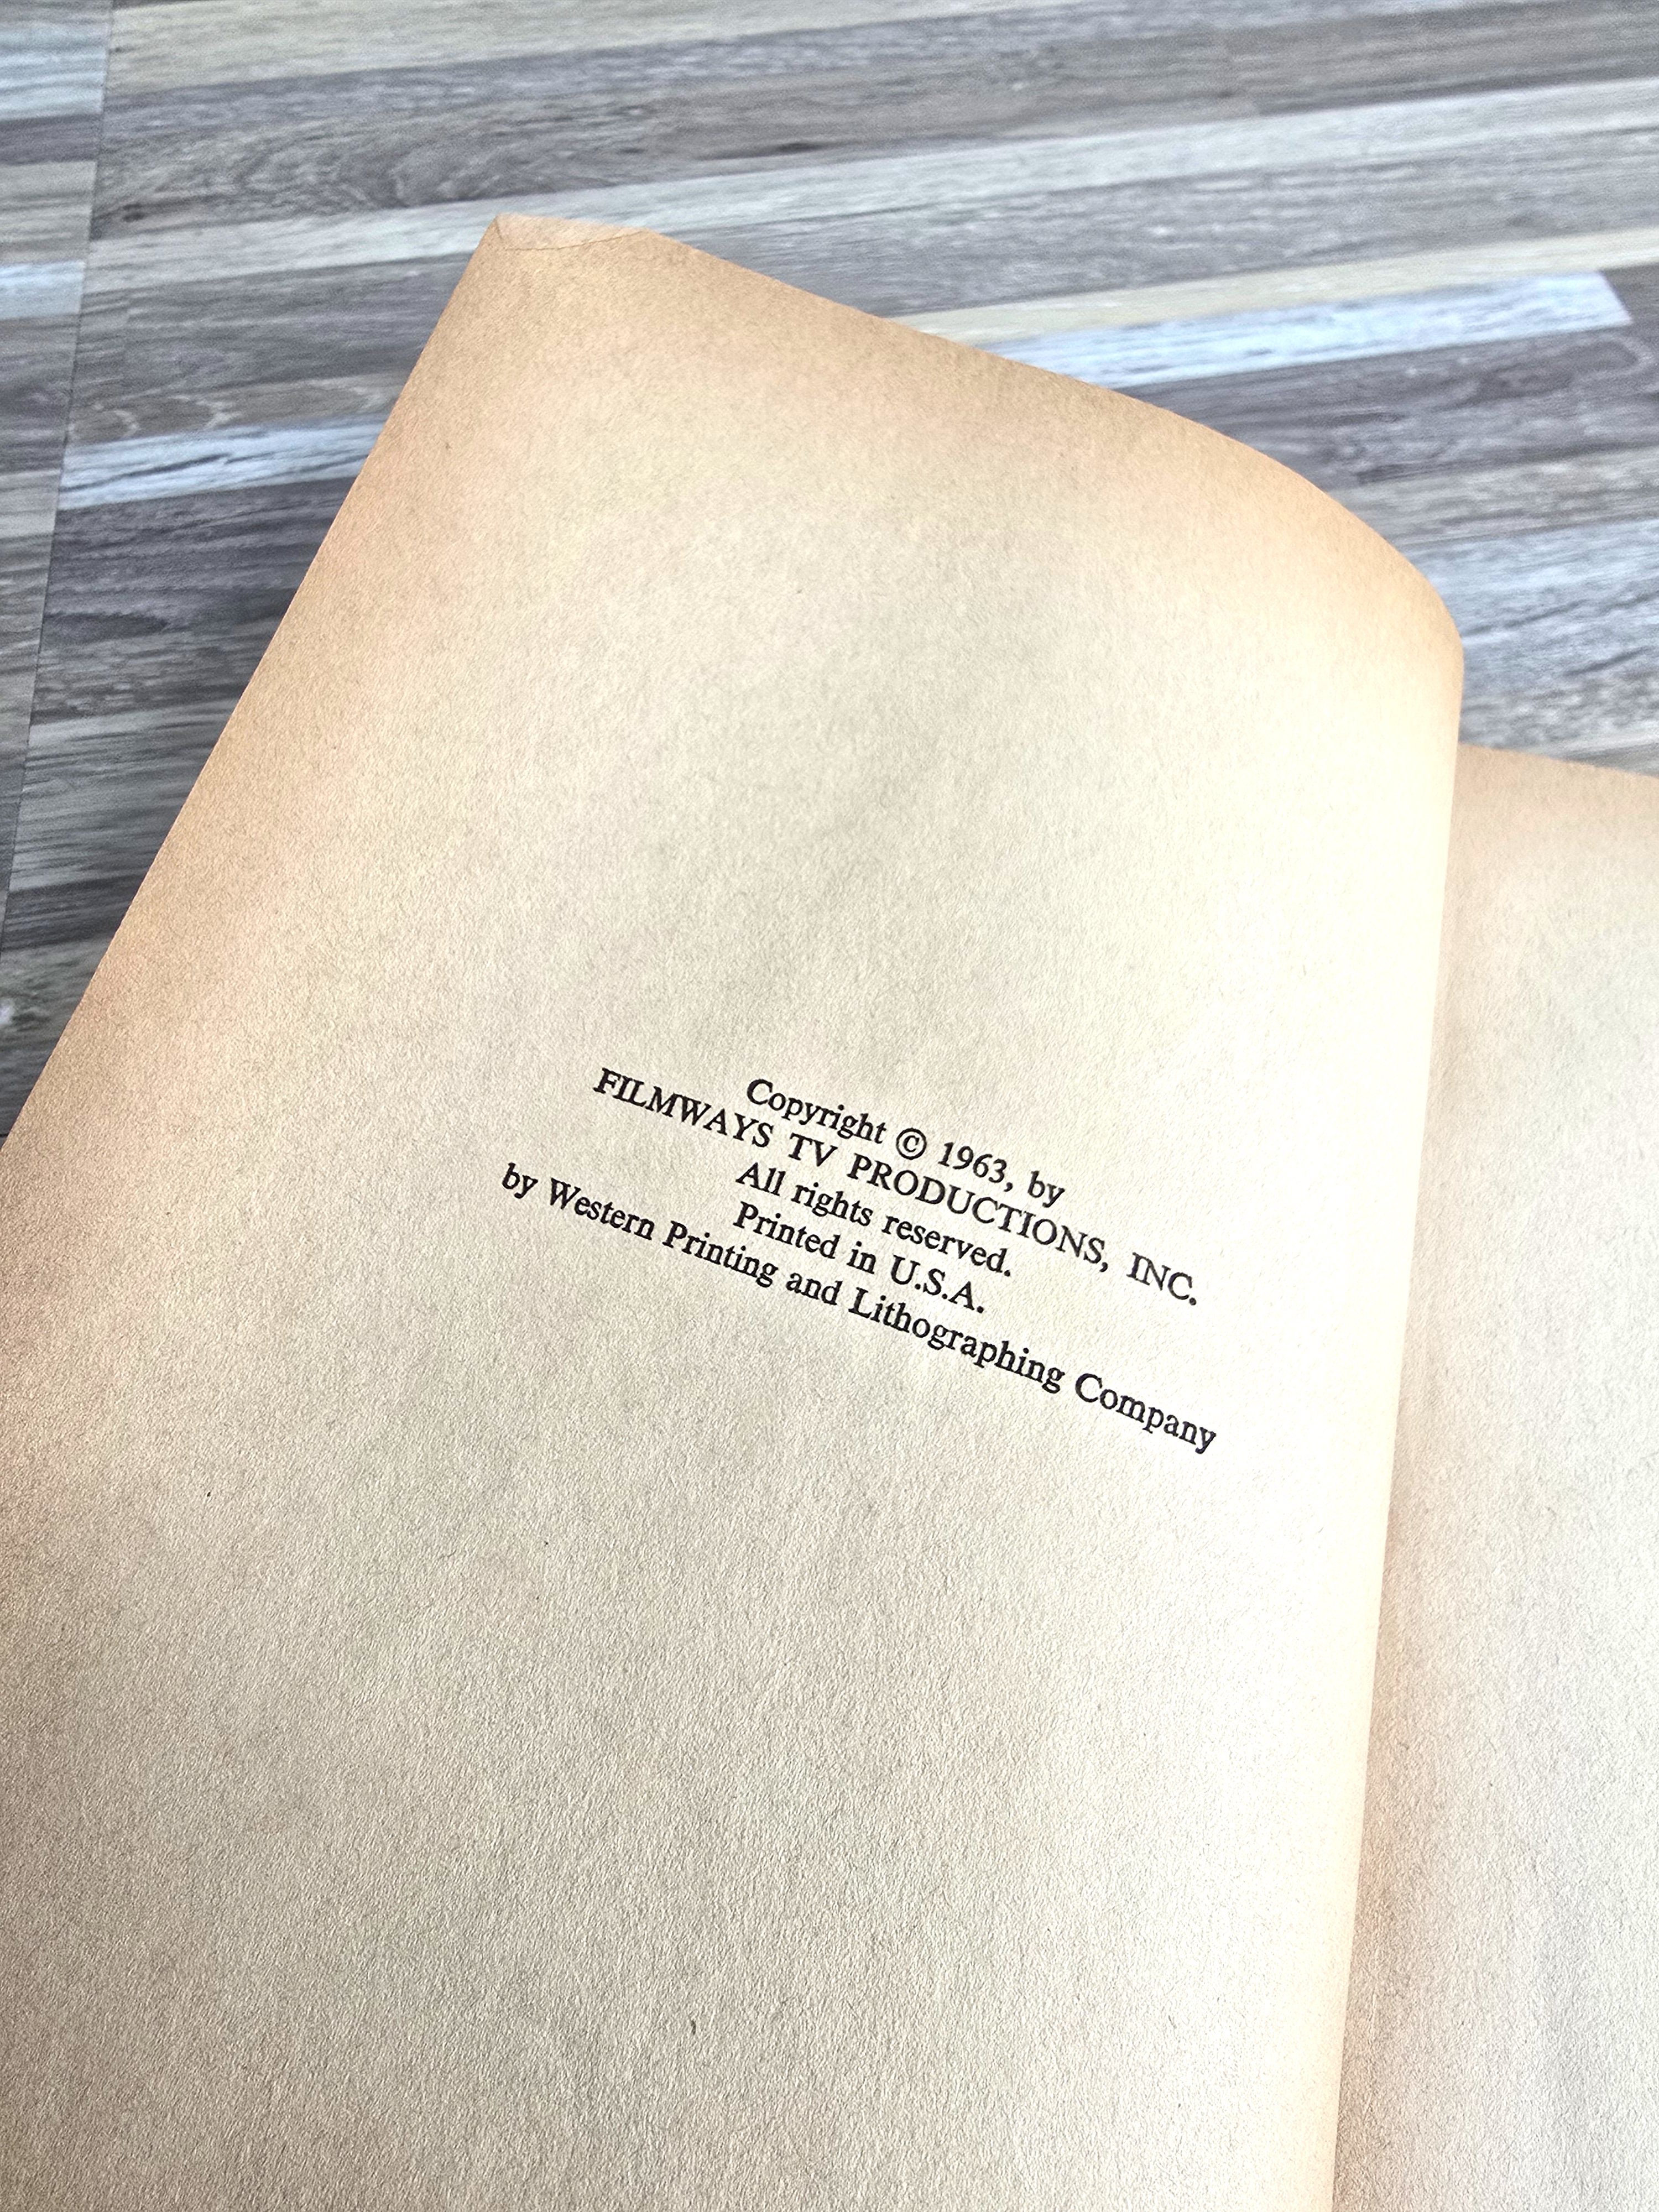 Copyright © 1963, by
FILMWAYS TV PRODUCTIONS, INC.
All rights reserved.
Printed in U.S.A.
by Western Printing and Lithographing Company